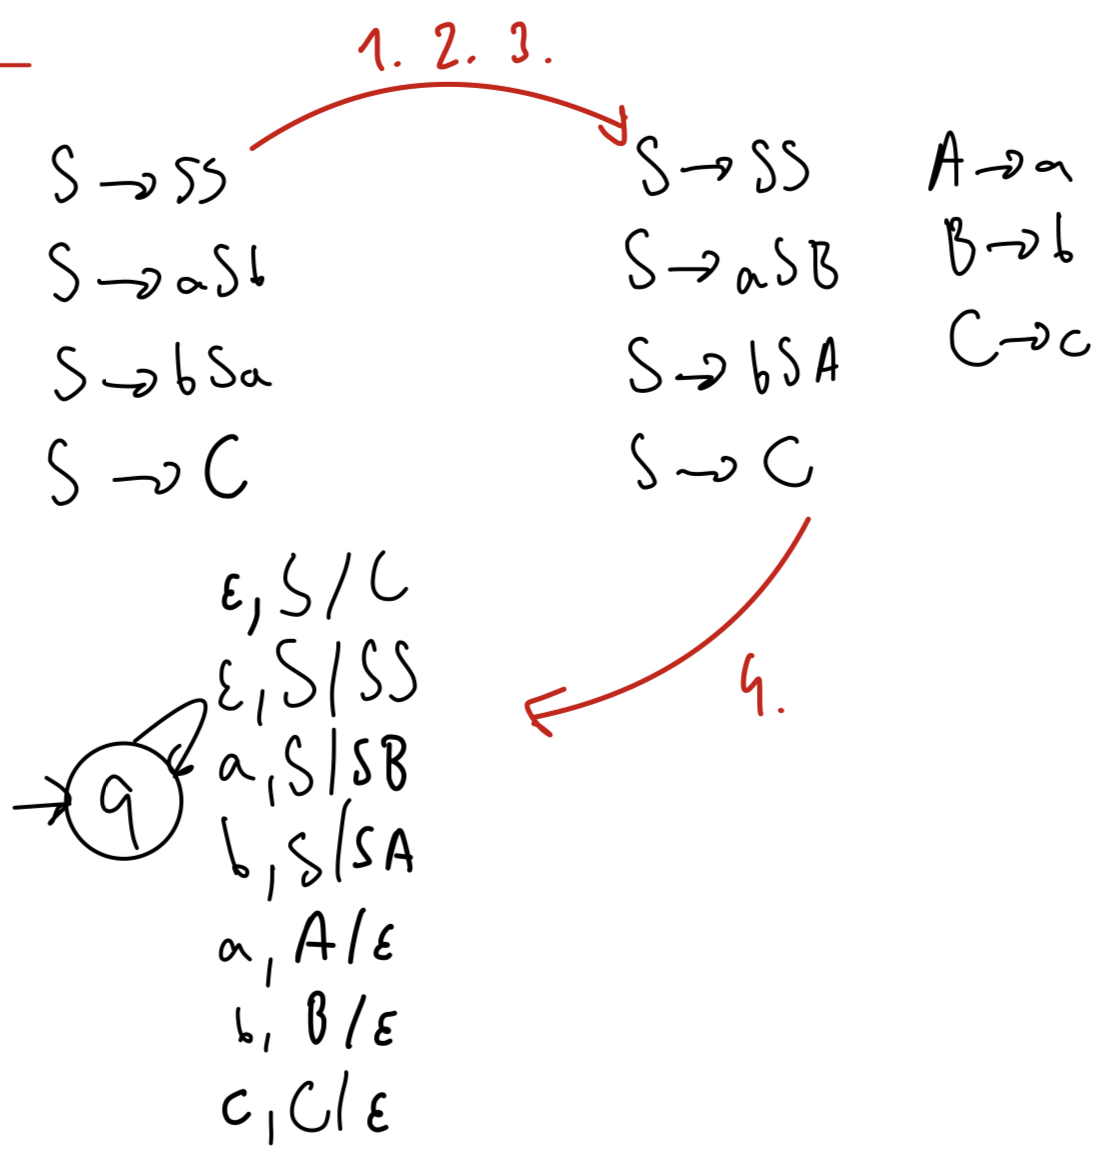 1. 2. 3.
S → SS
S → aSb
S → bSa
S → C
S → SS
S → aSB
S → bSA
S → C
A → a
B → b
C → c
4.
q
ε, S / C
ε, S / SS
a, S / SB
b, S / SA
a, A / ε
b, B / ε
c, C / ε